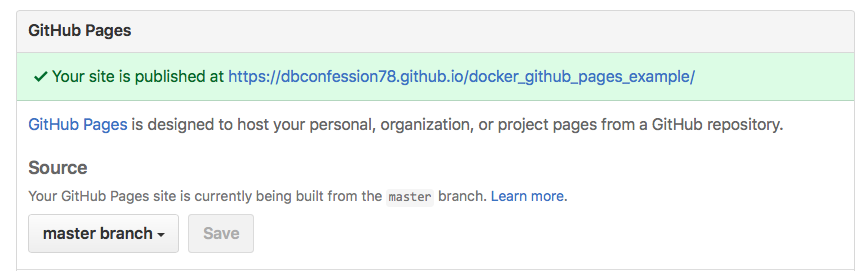 GitHub Pages
Your site is published at https://dbconfession78.github.io/docker_github_pages_example/
GitHub Pages is designed to host your personal, organization, or project pages from a GitHub repository.
Source
Your GitHub Pages site is currently being built from the master branch. Learn more.
master branch Save